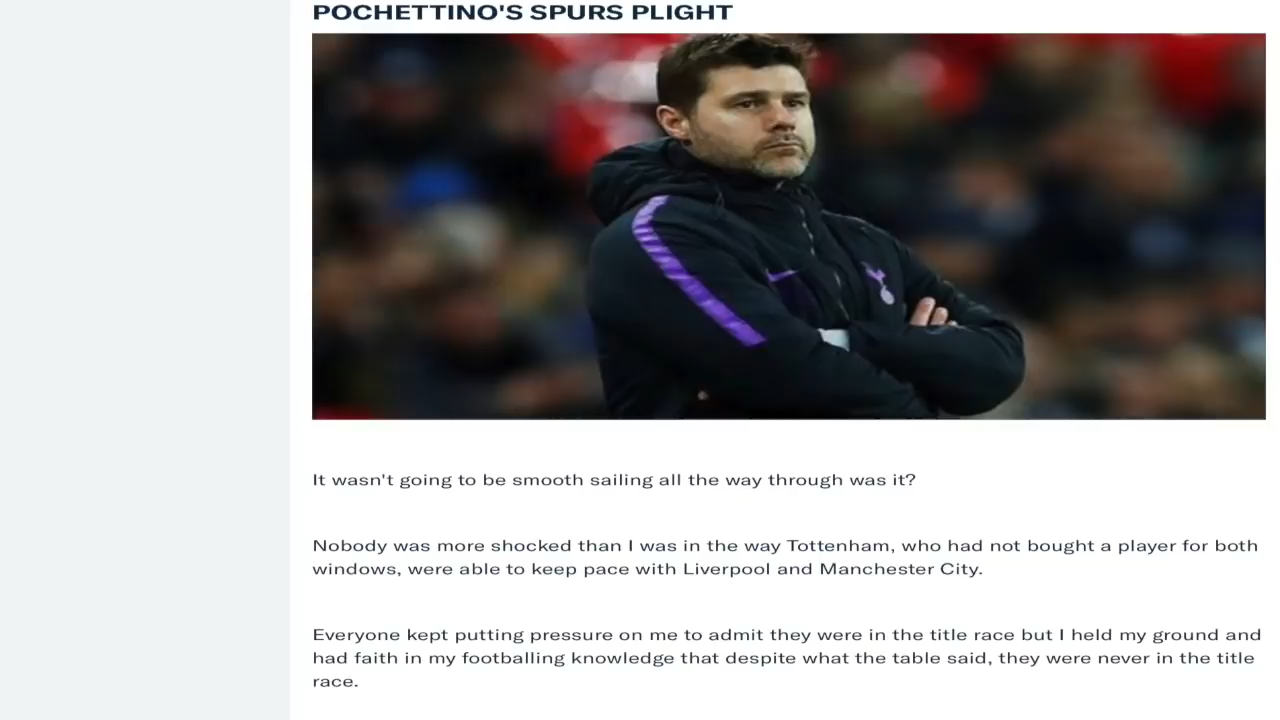 POCHETTINO'S SPURS PLIGHT
It wasn't going to be smooth sailing all the way through was it?
Nobody was more shocked than I was in the way Tottenham, who had not bought a player for both
windows, were able to keep pace with Liverpool and Manchester City.
Everyone kept putting pressure on me to admit they were in the title race but I held my ground and
had faith in my footballing knowledge that despite what the table said, they were never in the title
race.